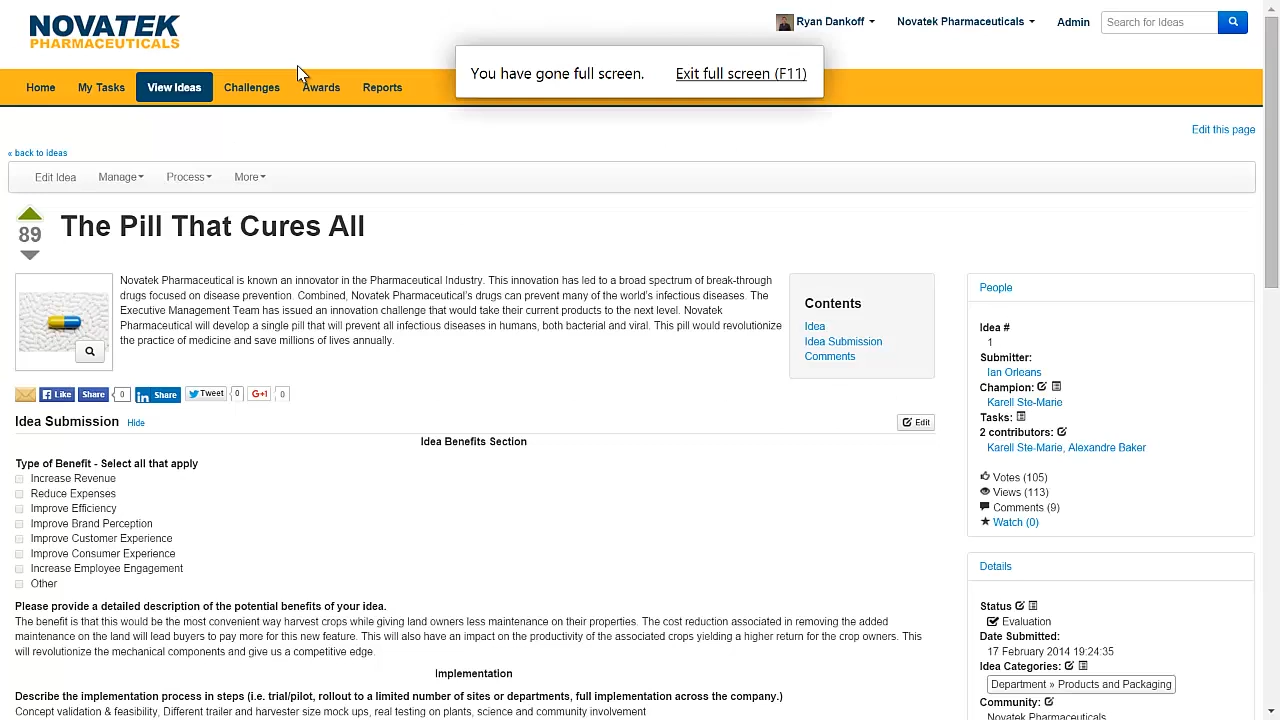 NOVATEK
PHARMACEUTICALS
Ryan Dankoff
Novatek Pharmaceuticals
Admin
Search for Ideas
You have gone full screen. Exit full screen (F11)
Home
My Tasks
View Ideas
Challenges
Awards
Reports
Edit this page
« back to ideas
Edit Idea
Manage
Process
More
89
The Pill That Cures All
Novatek Pharmaceutical is known an innovator in the Pharmaceutical Industry. This innovation has led to a broad spectrum of break-through
drugs focused on disease prevention. Combined, Novatek Pharmaceutical's drugs can prevent many of the world's infectious diseases. The
Executive Management Team has issued an innovation challenge that would take their current products to the next level. Novatek
Pharmaceutical will develop a single pill that will prevent all infectious diseases in humans, both bacterial and viral. This pill would revolutionize
the practice of medicine and save millions of lives annually.
Contents
Idea
Idea Submission
Comments
Like
Share
0
in Share
Tweet
0
G+1
0
Idea Submission Hide
Edit
Idea Benefits Section
Type of Benefit - Select all that apply
Increase Revenue
Reduce Expenses
Improve Efficiency
Improve Brand Perception
Improve Customer Experience
Improve Consumer Experience
Increase Employee Engagement
Other
Please provide a detailed description of the potential benefits of your idea.
The benefit is that this would be the most convenient way harvest crops while giving land owners less maintenance on their properties. The cost reduction associated in removing the added
maintenance on the land will lead buyers to pay more for this new feature. This will also have an impact on the productivity of the associated crops yielding a higher return for the crop owners. This
will revolutionize the mechanical components and give us a competitive edge.
Implementation
Describe the implementation process in steps (i.e. trial/pilot, rollout to a limited number of sites or departments, full implementation across the company.)
Concept validation & feasibility, Different trailer and harvester size mock ups, real testing on plants, science and community involvement
People
Idea #
1
Submitter:
Ian Orleans
Champion:
Karell Ste-Marie
Tasks:
2 contributors:
Karell Ste-Marie, Alexandre Baker
Votes (105)
Views (113)
Comments (9)
Watch (0)
Details
Status
Evaluation
Date Submitted:
17 February 2014 19:24:35
Idea Categories:
Department » Products and Packaging
Community:
Novatek Pharmaceuticals